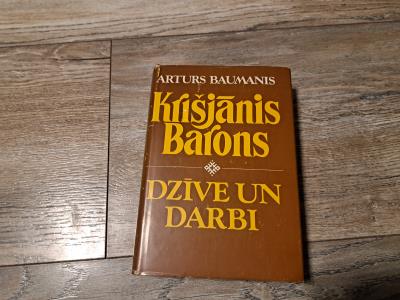 ARTURS BAUMANIS
Krišjānis
Barons
DZĪVE UN
DARBI